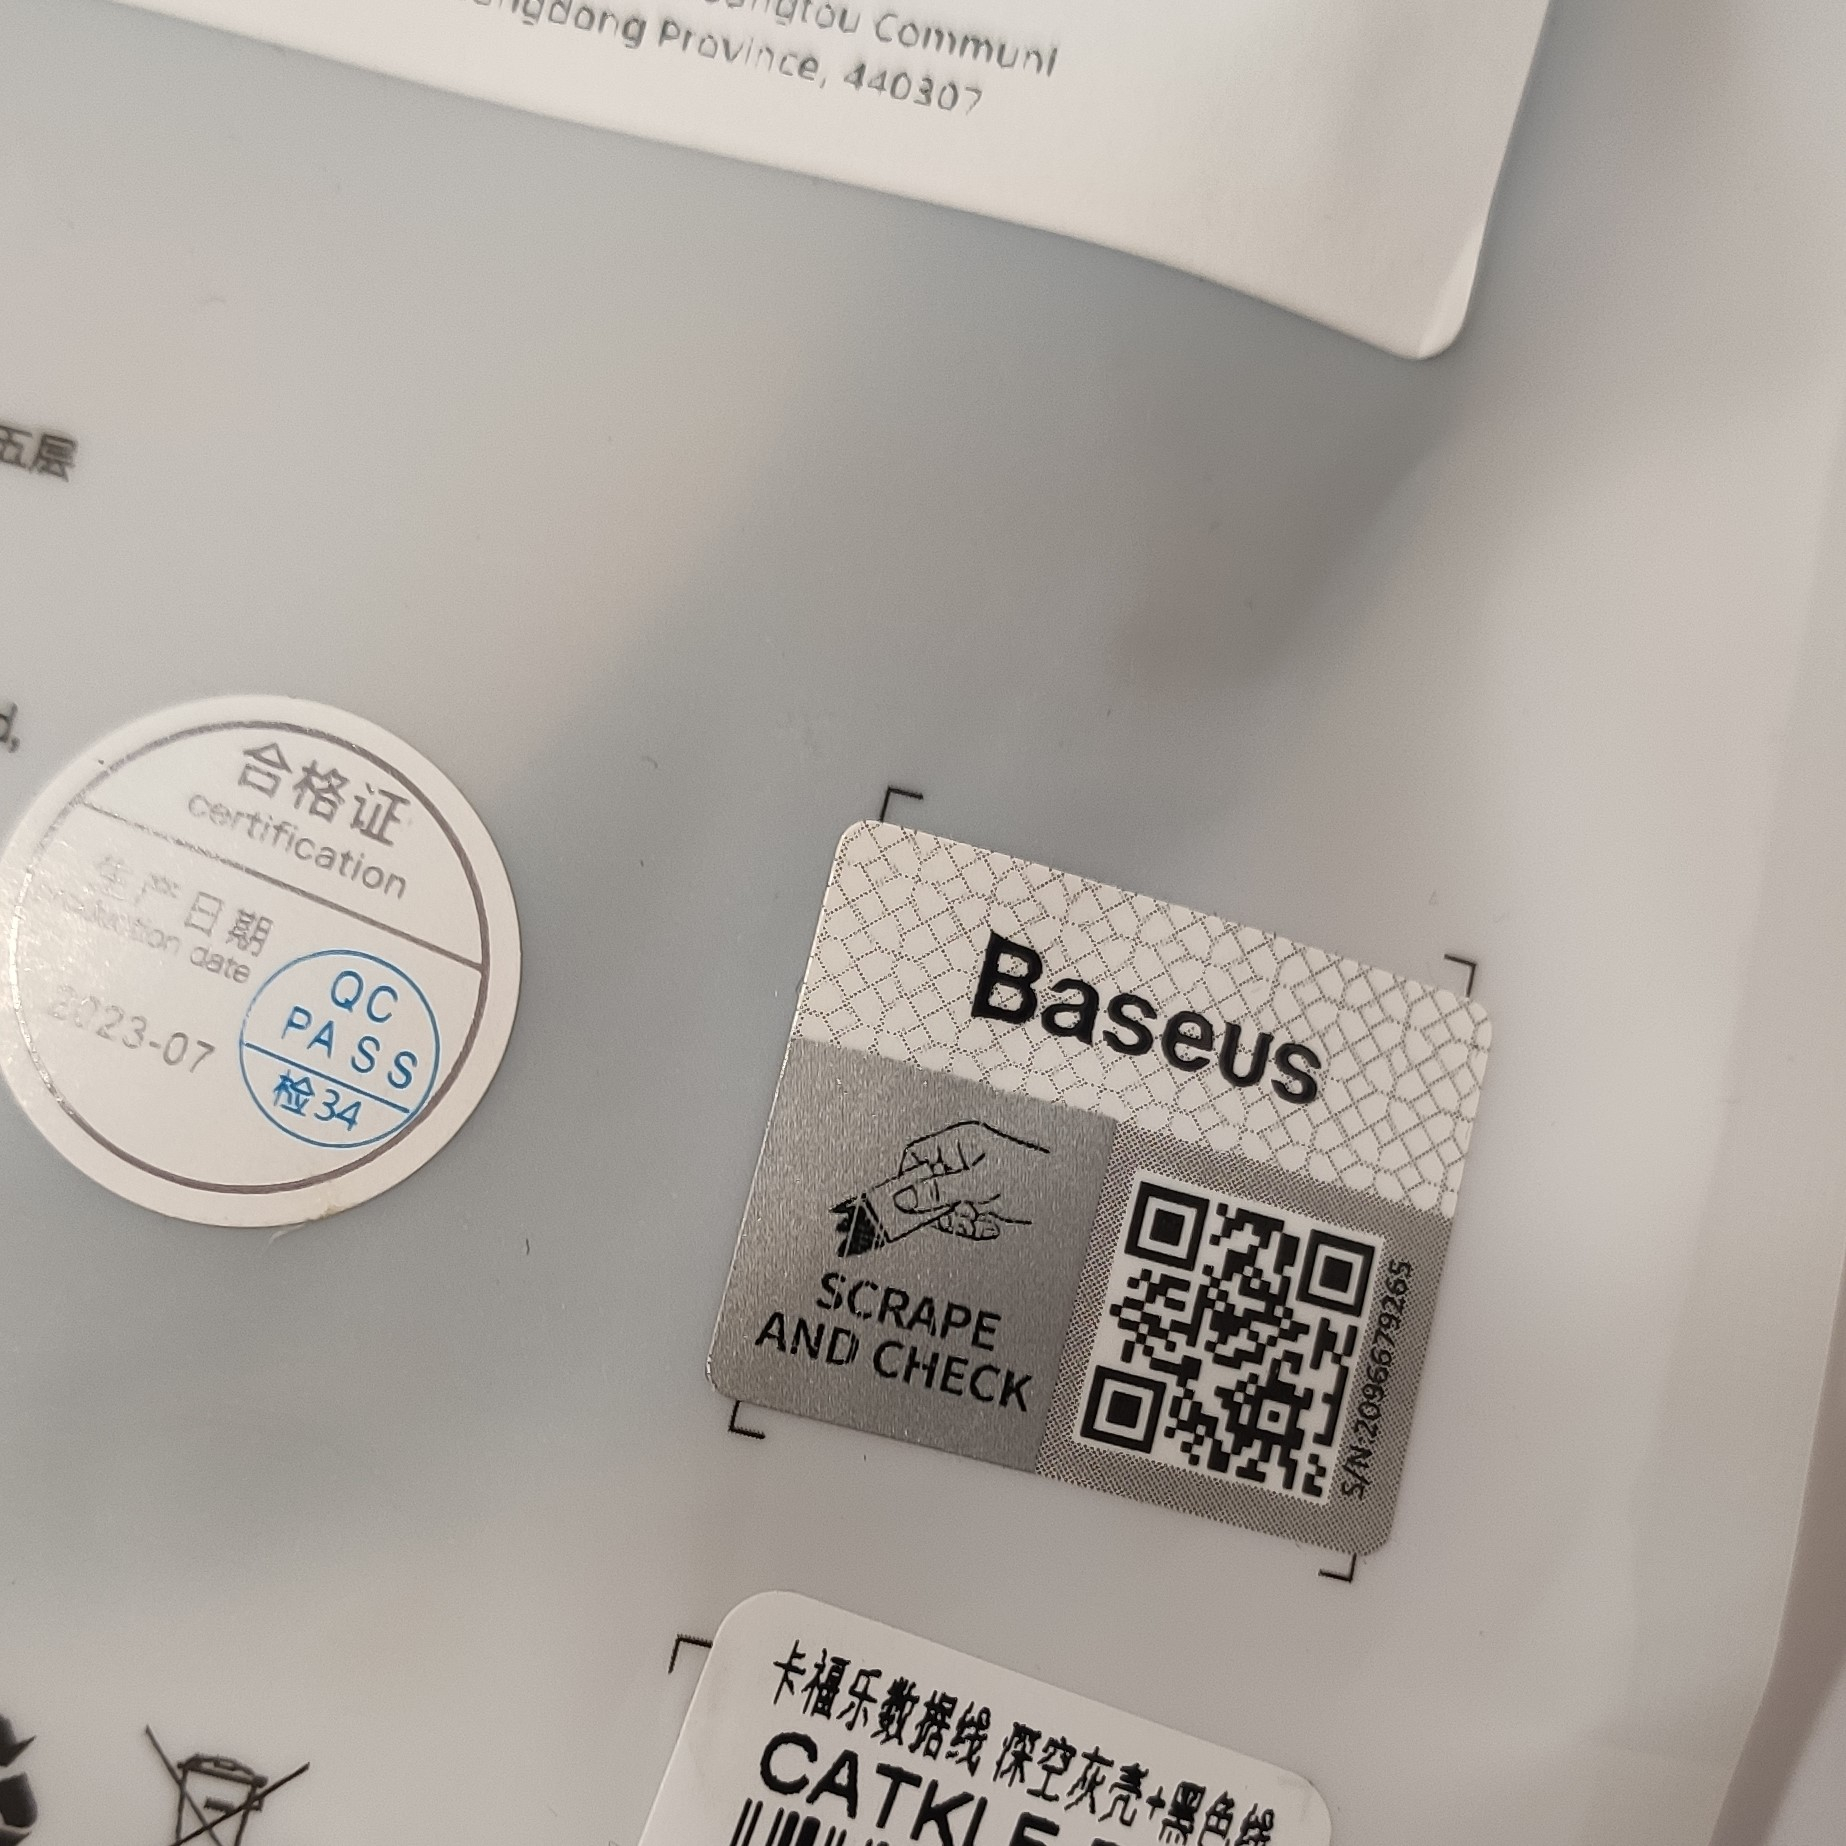 Communi
Province, 440307
五层
d,
合格证
certification
生产日期
production date
2023-07
QC
PASS
检34
Baseus
SCRAPE
AND CHECK
S/N:2096679265
卡福乐数据线 深空灰壳+黑色线